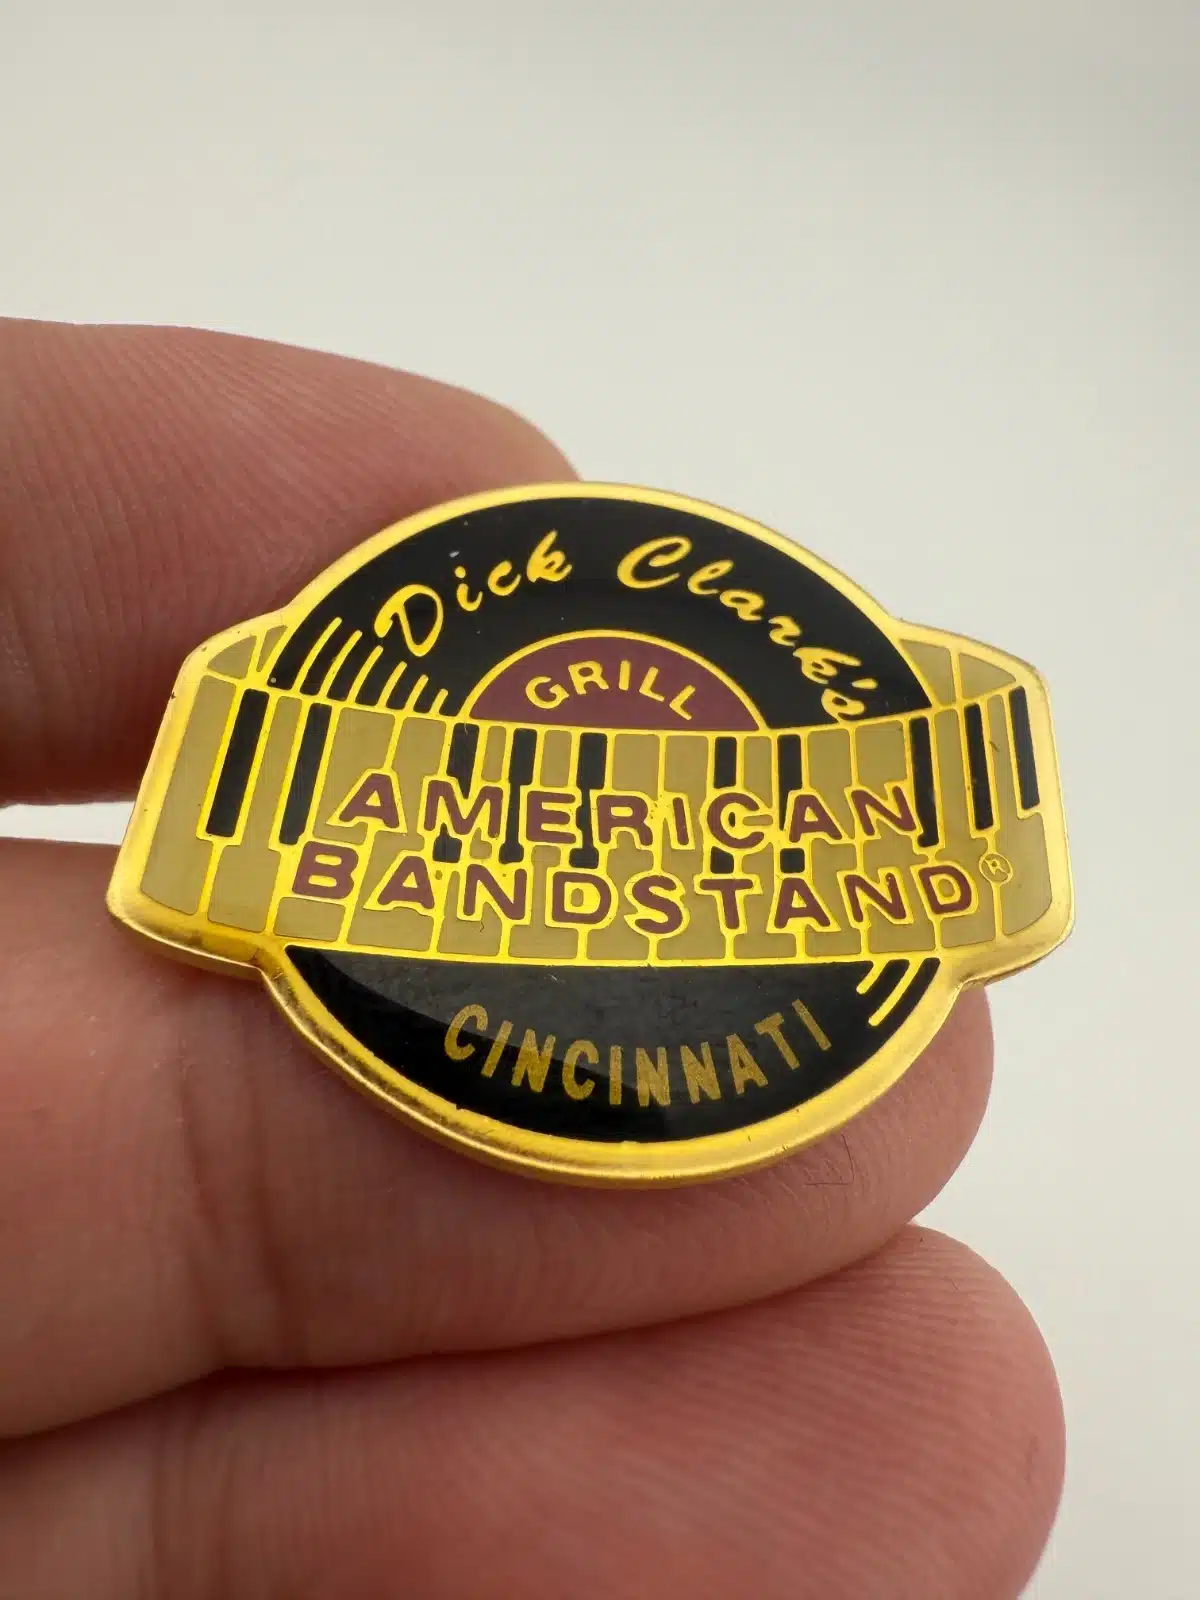 Dick Clark's
GRILL
AMERICAN
BANDSTAND®
CINCINNATI